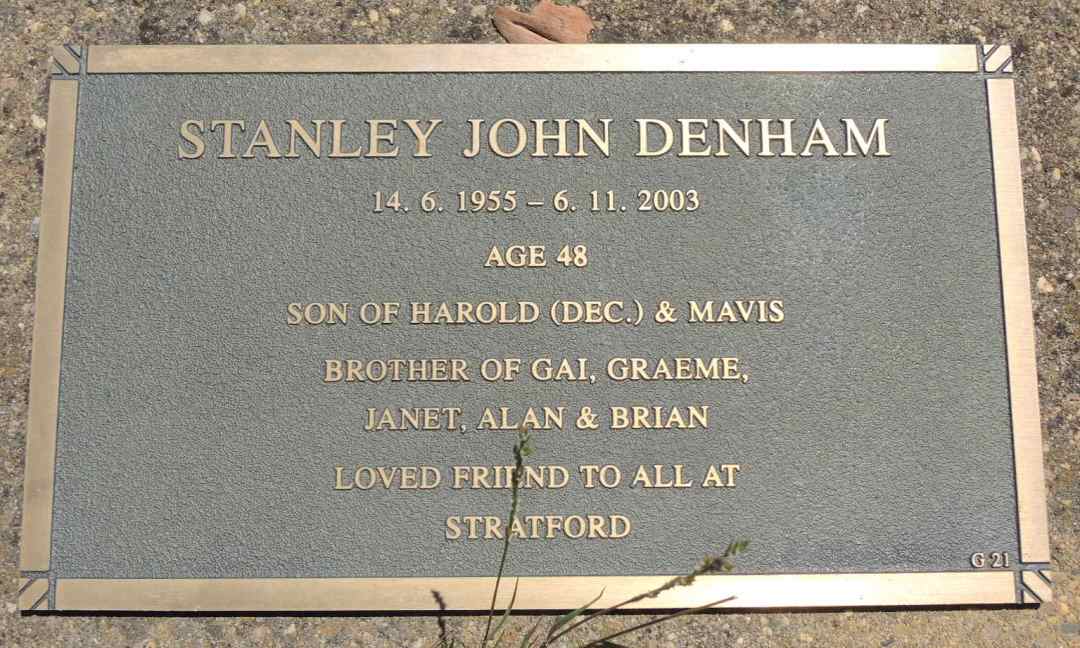 STANLEY JOHN DENHAM
14. 6. 1955 – 6. 11. 2003
AGE 48
SON OF HAROLD (DEC.) & MAVIS
BROTHER OF GAI, GRAEME,
JANET, ALAN & BRIAN
LOVED FRIEND TO ALL AT
STRATFORD
G 21